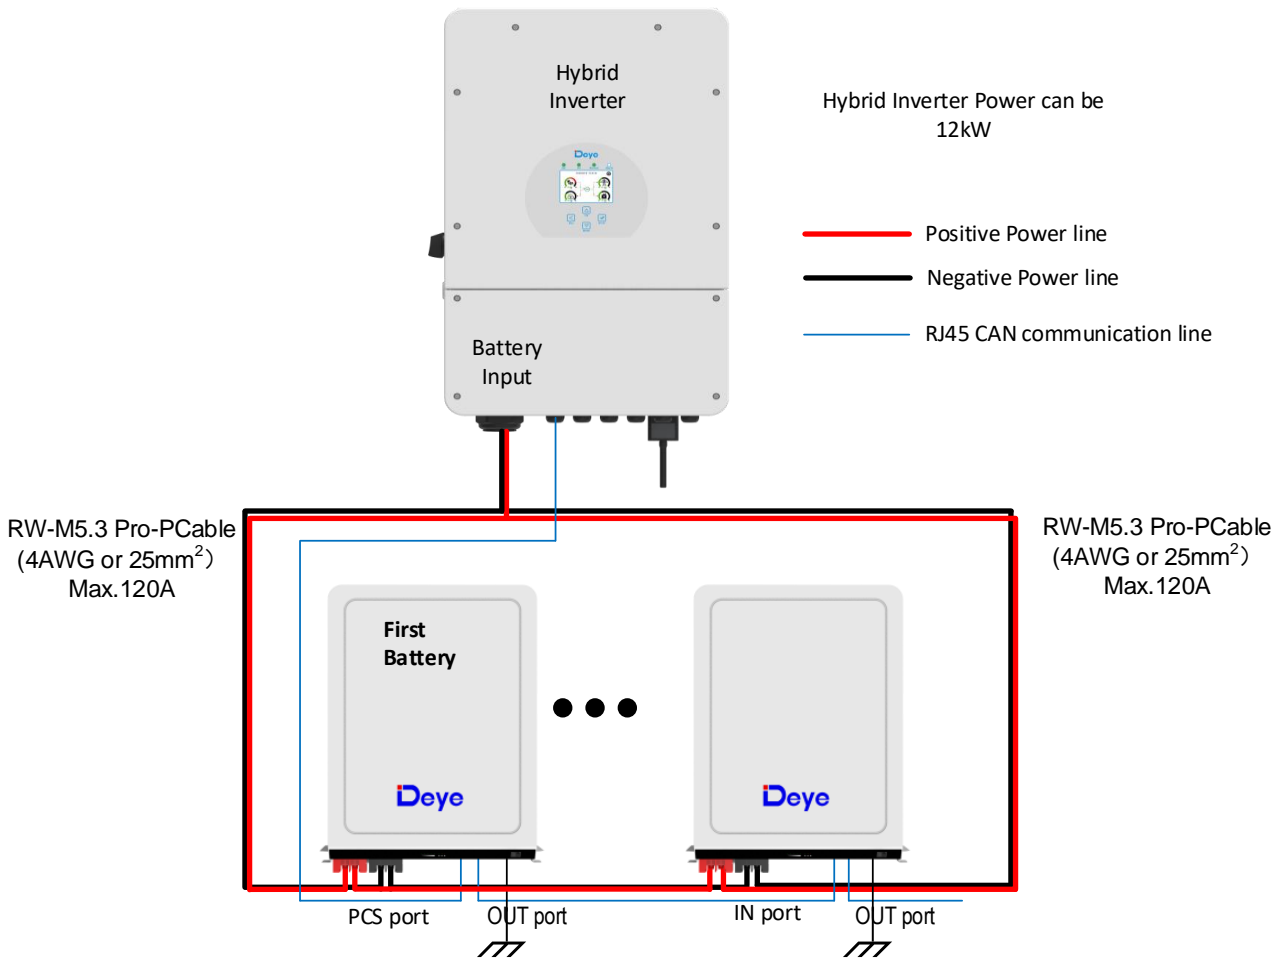 Hybrid
Inverter
Hybrid Inverter Power can be
12kW
Deye
Positive Power line
Negative Power line
RJ45 CAN communication line
Battery
Input
RW-M5.3 Pro-PCable
(4AWG or 25mm²）
Max.120A
RW-M5.3 Pro-PCable
(4AWG or 25mm²）
Max.120A
First
Battery
Deye
Deye
PCS port
OUT port
IN port
OUT port